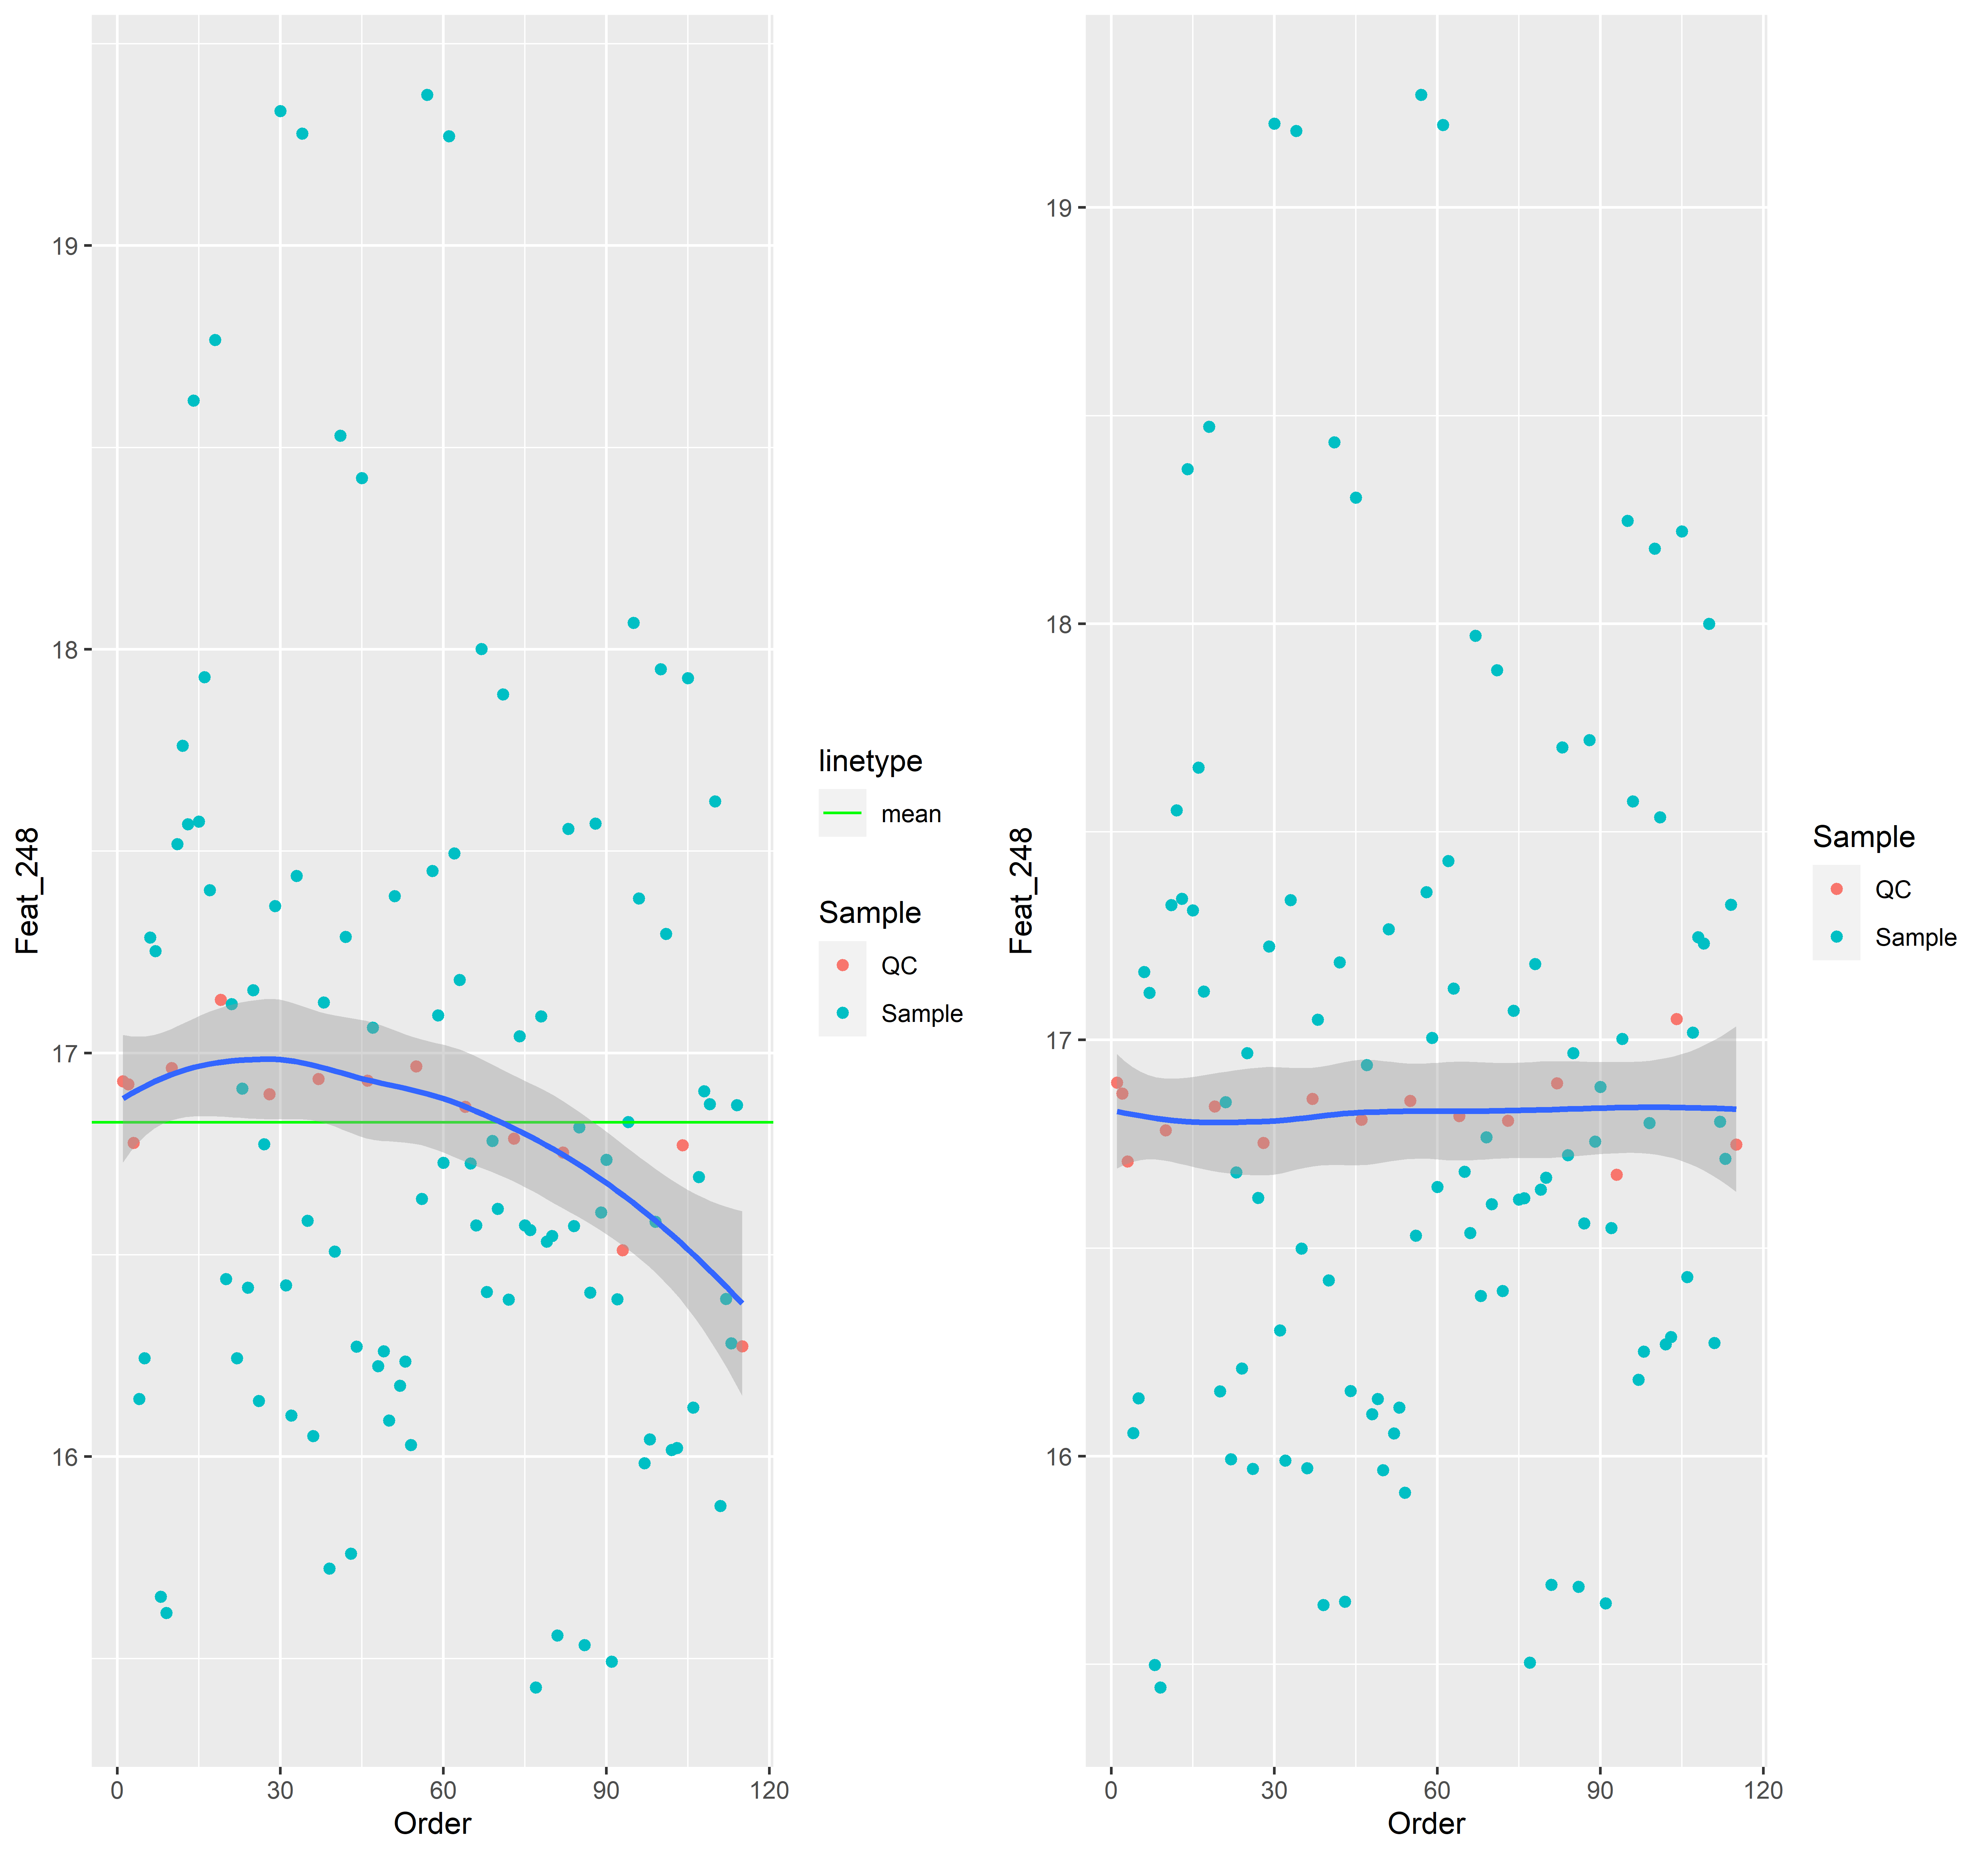 Feat_248
19
18
17
16
0 30 60 90 120
Order
linetype
mean
Sample
QC
Sample
Feat_248
19
18
17
16
0 30 60 90 120
Order
Sample
QC
Sample